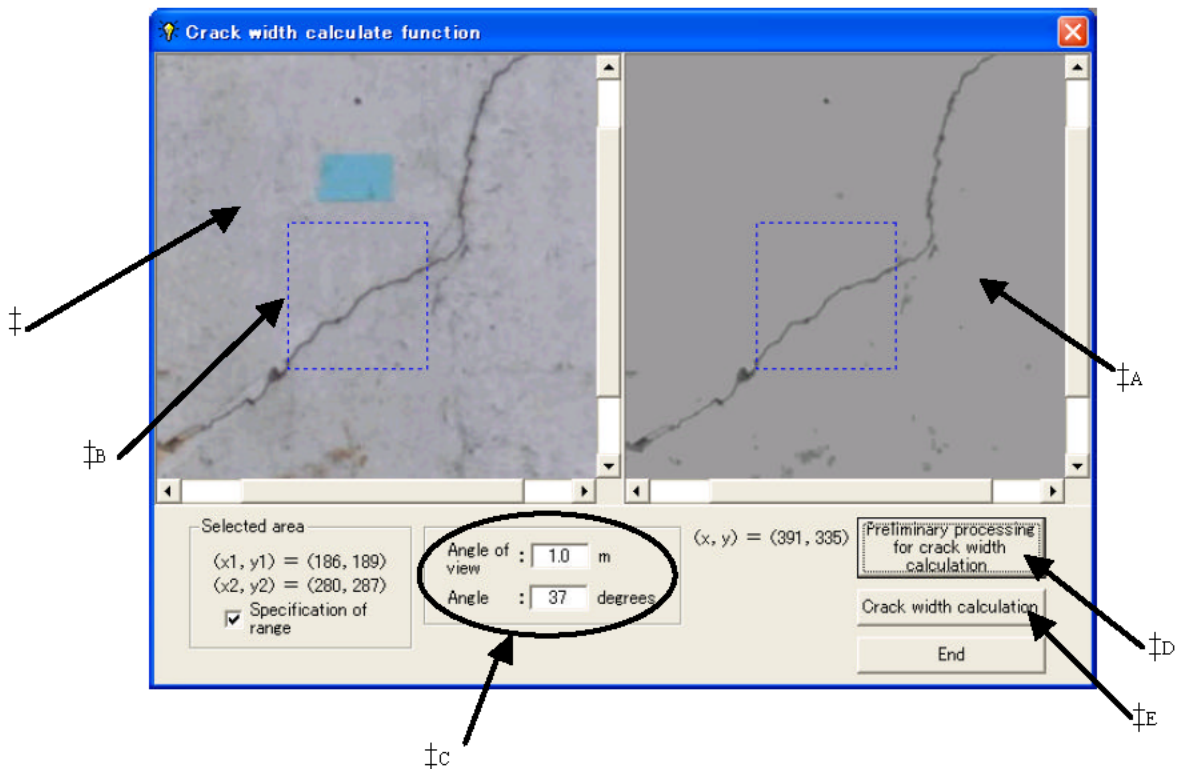 Crack width calculate function
‡
‡A
‡B
Selected area
(x1, y1) = (186, 189)
(x2, y2) = (280, 287)
Specification of
range
Angle of
view : 1.0 m
Angle : 37 degrees
(x, y) = (391, 335)
Preliminary processing
for crack width
calculation
Crack width calculation
End
‡D
‡E
‡C